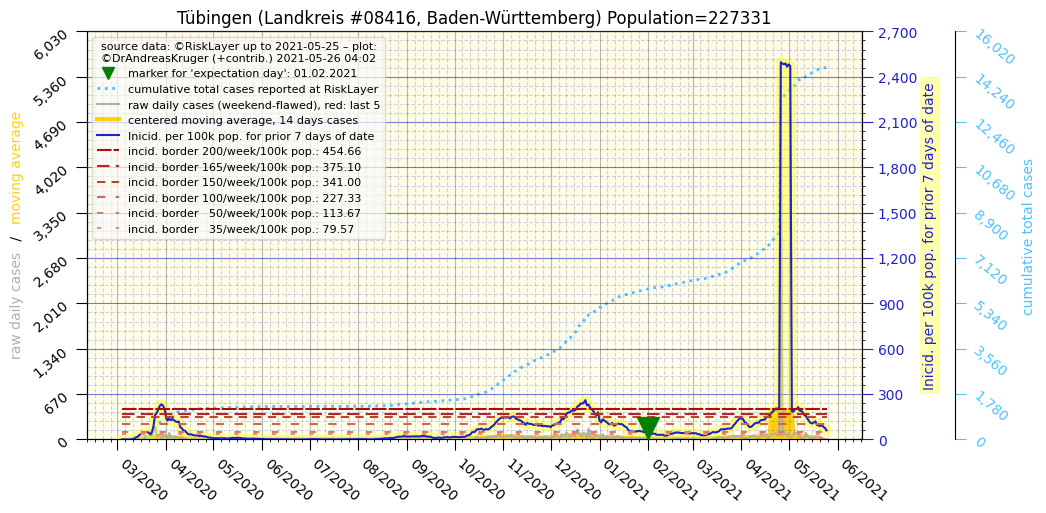 Tübingen (Landkreis #08416, Baden-Württemberg) Population=227331
source data: ©RiskLayer up to 2021-05-25 – plot:
©DrAndreasKruger (+contrib.) 2021-05-26 04:02
marker for 'expectation day': 01.02.2021
cumulative total cases reported at RiskLayer
raw daily cases (weekend-flawed), red: last 5
centered moving average, 14 days cases
Inicid. per 100k pop. for prior 7 days of date
incid. border 200/week/100k pop.: 454.66
incid. border 165/week/100k pop.: 375.10
incid. border 150/week/100k pop.: 341.00
incid. border 100/week/100k pop.: 227.33
incid. border 50/week/100k pop.: 113.67
incid. border 35/week/100k pop.: 79.57
raw daily cases / moving average
6,030
5,360
4,690
4,020
3,350
2,680
2,010
1,340
670
0
2,700
2,400
2,100
1,800
1,500
1,200
900
600
300
0
Inicid. per 100k pop. for prior 7 days of date
16,020
14,240
12,460
10,680
8,900
7,120
5,340
3,560
1,780
0
cumulative total cases
03/2020
04/2020
05/2020
06/2020
07/2020
08/2020
09/2020
10/2020
11/2020
12/2020
01/2021
02/2021
03/2021
04/2021
05/2021
06/2021